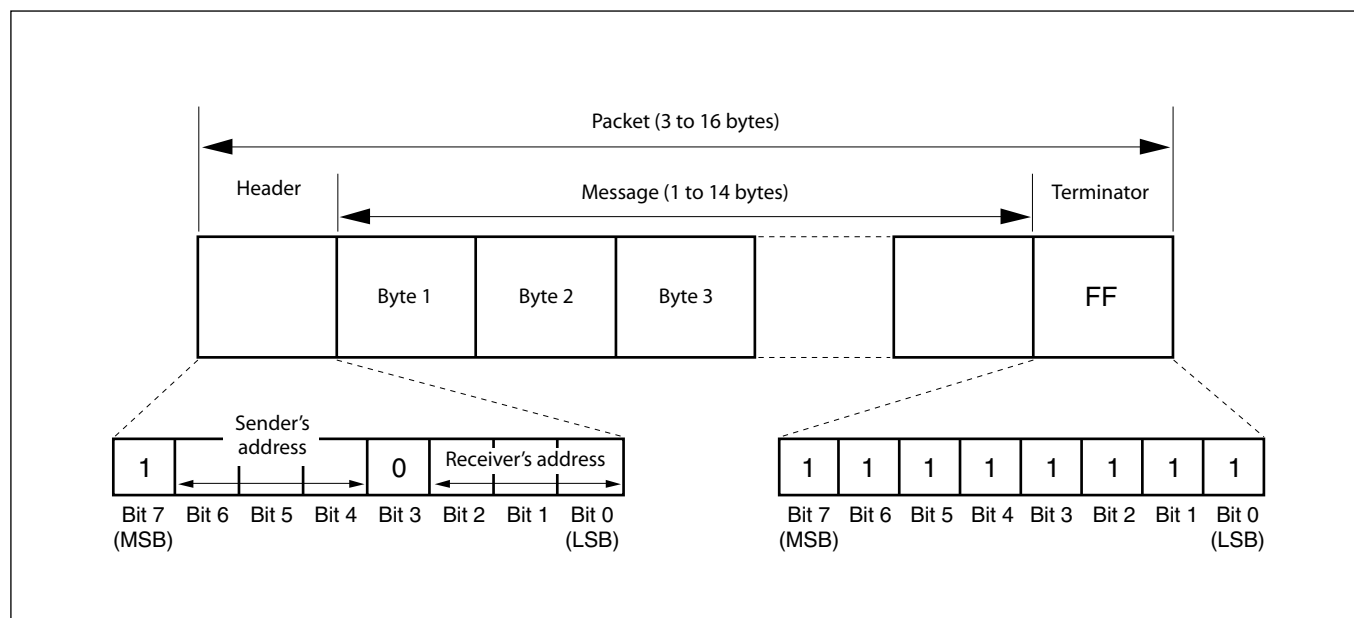 Packet (3 to 16 bytes)
Header
Message (1 to 14 bytes)
Terminator
Byte 1
Byte 2
Byte 3
FF
Sender’s
address
1
0
Receiver’s address
Bit 7
(MSB)
Bit 6
Bit 5
Bit 4
Bit 3
Bit 2
Bit 1
Bit 0
(LSB)
1
1
1
1
1
1
1
1
Bit 7
(MSB)
Bit 6
Bit 5
Bit 4
Bit 3
Bit 2
Bit 1
Bit 0
(LSB)